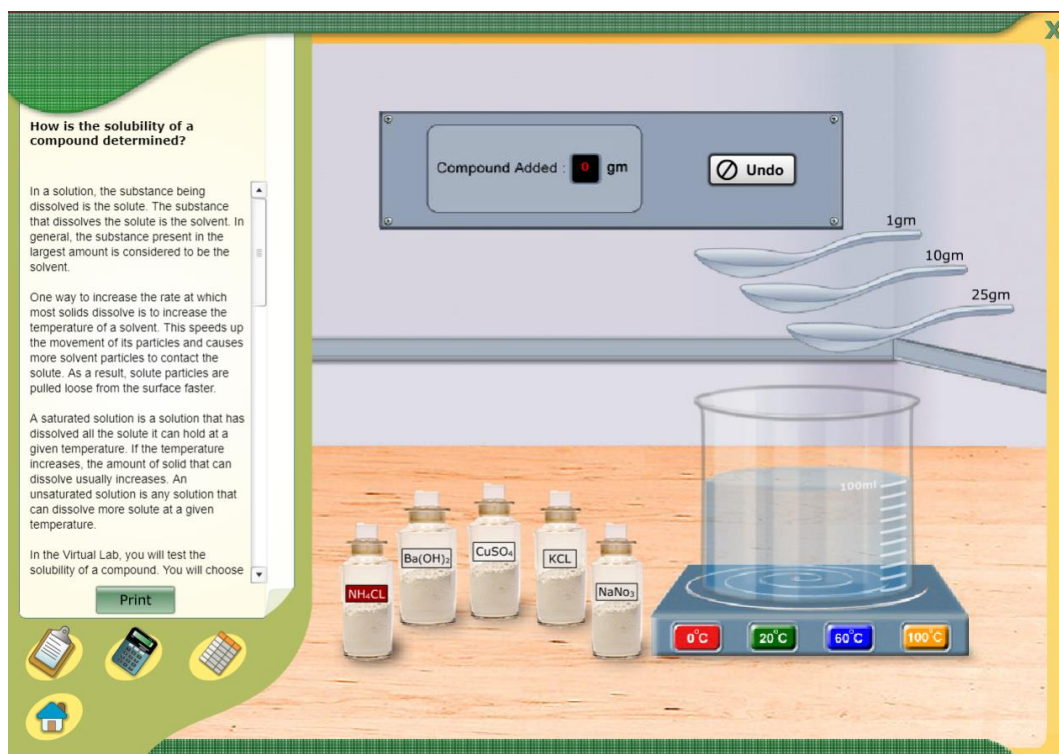 X
How is the solubility of a
compound determined?
In a solution, the substance being
dissolved is the solute. The substance
that dissolves the solute is the solvent. In
general, the substance present in the
largest amount is considered to be the
solvent.
One way to increase the rate at which
most solids dissolve is to increase the
temperature of a solvent. This speeds up
the movement of its particles and causes
more solvent particles to contact the
solute. As a result, solute particles are
pulled loose from the surface faster.
A saturated solution is a solution that has
dissolved all the solute it can hold at a
given temperature. If the temperature
increases, the amount of solid that can
dissolve usually increases. An
unsaturated solution is any solution that
can dissolve more solute at a given
temperature.
In the Virtual Lab, you will test the
solubility of a compound. You will choose
Print
Compound Added : 0 gm
Undo
1gm
10gm
25gm
100ml
NH₄CL
Ba(OH)₂
CuSO₄
KCL
NaNo₃
0°C
20°C
60°C
100°C